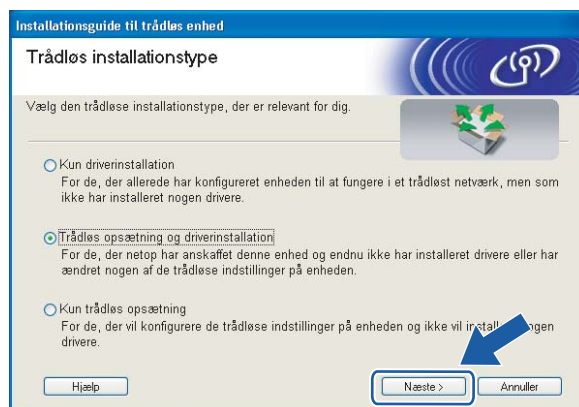 Installationsguide til trådløs enhed
Trådløs installationstype
Vælg den trådløse installationstype, der er relevant for dig.
Kun driverinstallation
For de, der allerede har konfigureret enheden til at fungere i et trådløst netværk, men som
ikke har installeret nogen drivere.
Trådløs opsætning og driverinstallation
For de, der netop har anskaffet denne enhed og endnu ikke har installeret drivere eller har
ændret nogen af de trådløse indstillinger på enheden.
Kun trådløs opsætning
For de, der vil konfigurere de trådløse indstillinger på enheden og ikke vil
drivere.
Hjælp
Næste >
Annuller